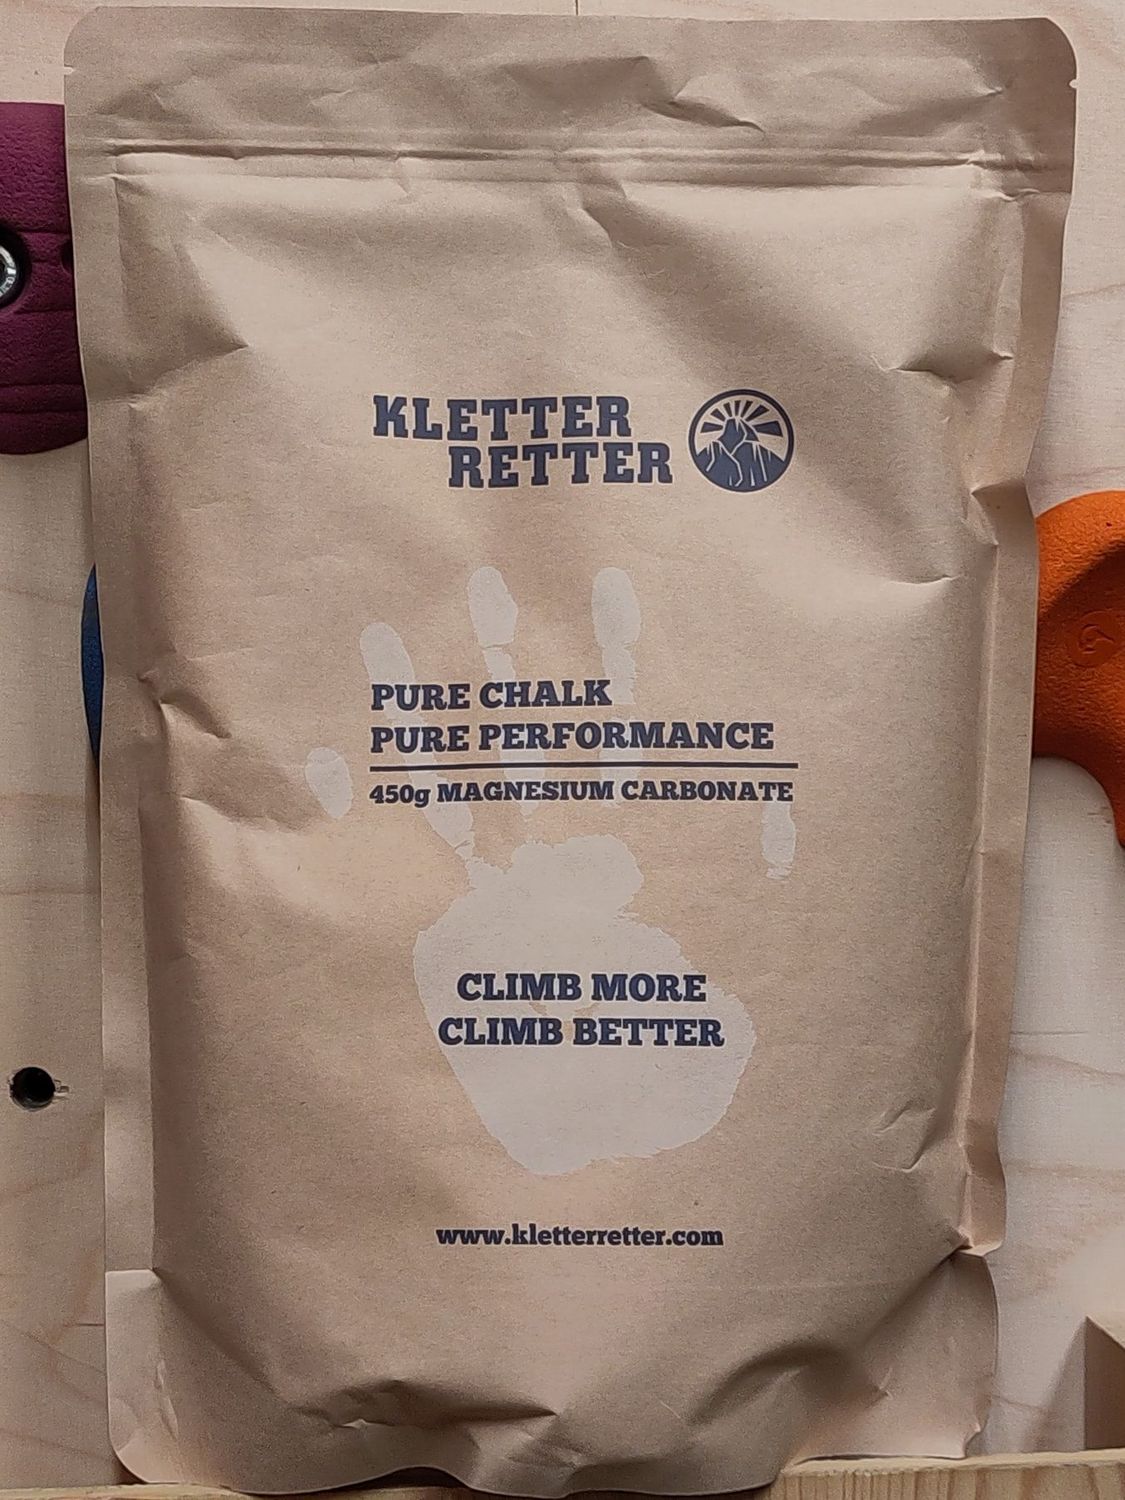 KLETTER
RETTER
PURE CHALK
PURE PERFORMANCE
450g MAGNESIUM CARBONATE
CLIMB MORE
CLIMB BETTER
www.kletterretter.com